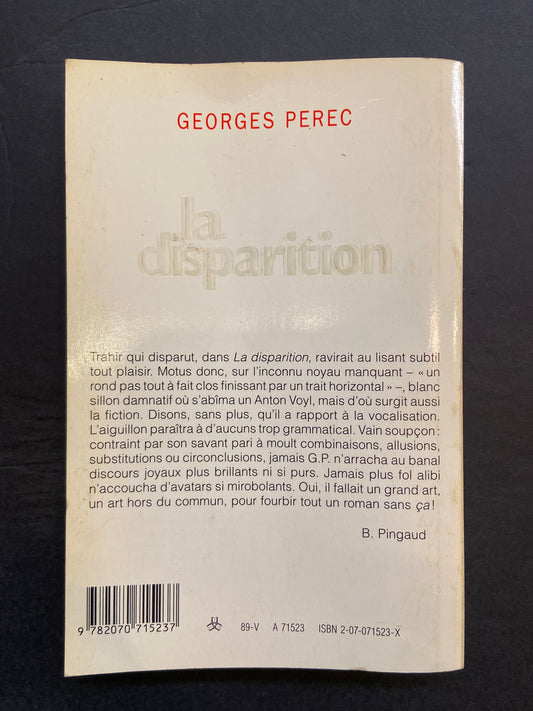 GEORGES PEREC
la
disparition
Trahir qui disparut, dans La disparition, ravirait au lisant subtil
tout plaisir. Motus donc, sur l'inconnu noyau manquant – « un
rond pas tout à fait clos finissant par un trait horizontal » –, blanc
sillon damnatif où s'abîma un Anton Voyl, mais d'où surgit aussi
la fiction. Disons, sans plus, qu'il a rapport à la vocalisation.
L'aiguillon paraîtra à d'aucuns trop grammatical. Vain soupçon :
contraint par son savant pari à moult combinaisons, allusions,
substitutions ou circonclusions, jamais G.P. n'arracha au banal
discours joyaux plus brillants ni si purs. Jamais plus fol alibi
n'accoucha d'avatars si mirobolants. Oui, il fallait un grand art,
un art hors du commun, pour fourbir tout un roman sans ça !
B. Pingaud
9 782070 715237
89-V A 71523 ISBN 2-07-071523-X